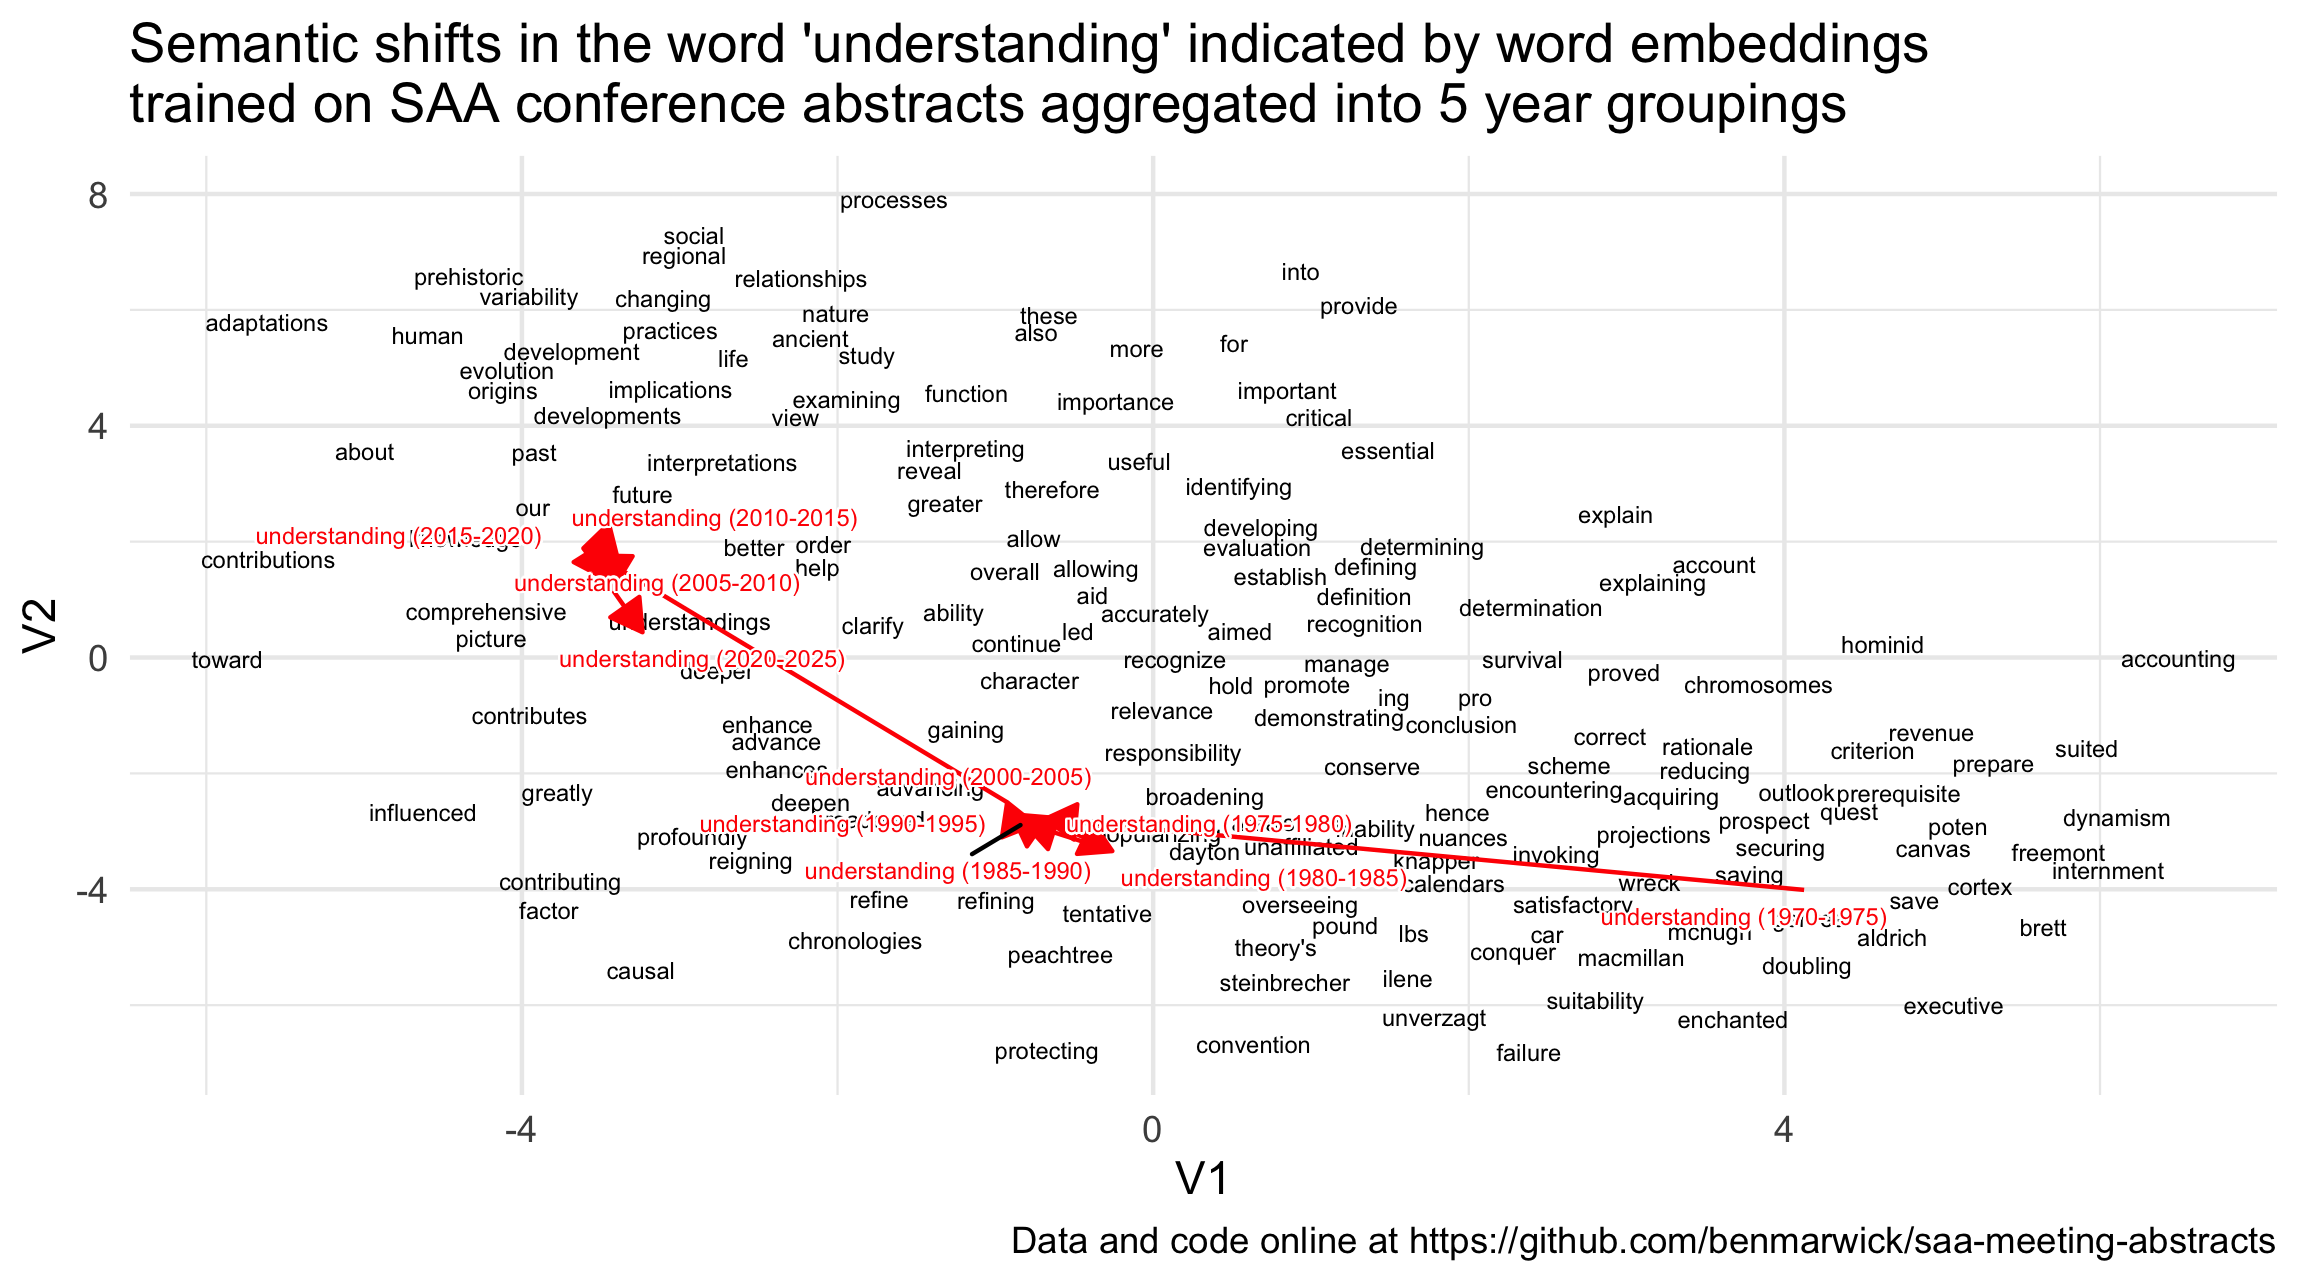 Semantic shifts in the word 'understanding' indicated by word embeddings
trained on SAA conference abstracts aggregated into 5 year groupings
8
processes
social
regional
prehistoric
relationships
into
variability
changing
provide
adaptations
nature
these
human
practices
ancient
also
development
life
study
more
for
evolution
origins
implications
examining
function
importance
important
4
developments
view
critical
about
past
interpretations
interpreting
reveal
useful
essential
future
greater
therefore
identifying
our
understanding (2010-2015)
explain
understanding (2015-2020)
better
order
allow
developing
evaluation
determining
contributions
help
overall
allowing
establish
defining
account
understanding (2005-2010)
aid
definition
explaining
comprehensive
understandings
clarify
ability
accurately
determination
picture
continue
led
aimed
recognition
hominid
V2
0
toward
understanding (2020-2025)
deeper
recognize
manage
survival
proved
accounting
character
hold
promote
chromosomes
contributes
relevance
ing
pro
enhance
gaining
demonstrating
conclusion
advance
responsibility
correct
rationale
revenue
criterion
suited
enhances
understanding (2000-2005)
conserve
scheme
reducing
prepare
greatly
advancing
encountering
deepen
broadening
acquiring
outlook
prerequisite
influenced
understanding (1990-1995)
understanding (1975-1980)
hence
prospect
quest
dynamism
profoundly
popularizing
nuances
projections
poten
reigning
dayton
unaffiliated
knapper
invoking
securing
canvas
freemont
understanding (1985-1990)
understanding (1980-1985)
calendars
saving
internment
-4
contributing
wreck
cortex
factor
refine
refining
tentative
overseeing
satisfactory
save
understanding (1970-1975)
chronologies
pound
lbs
car
mchugh
aldrich
brett
peachtree
theory's
conquer
macmillan
causal
steinbrecher
ilene
doubling
suitability
executive
unverzagt
enchanted
protecting
convention
failure
-4
0
4
V1
Data and code online at https://github.com/benmarwick/saa-meeting-abstracts